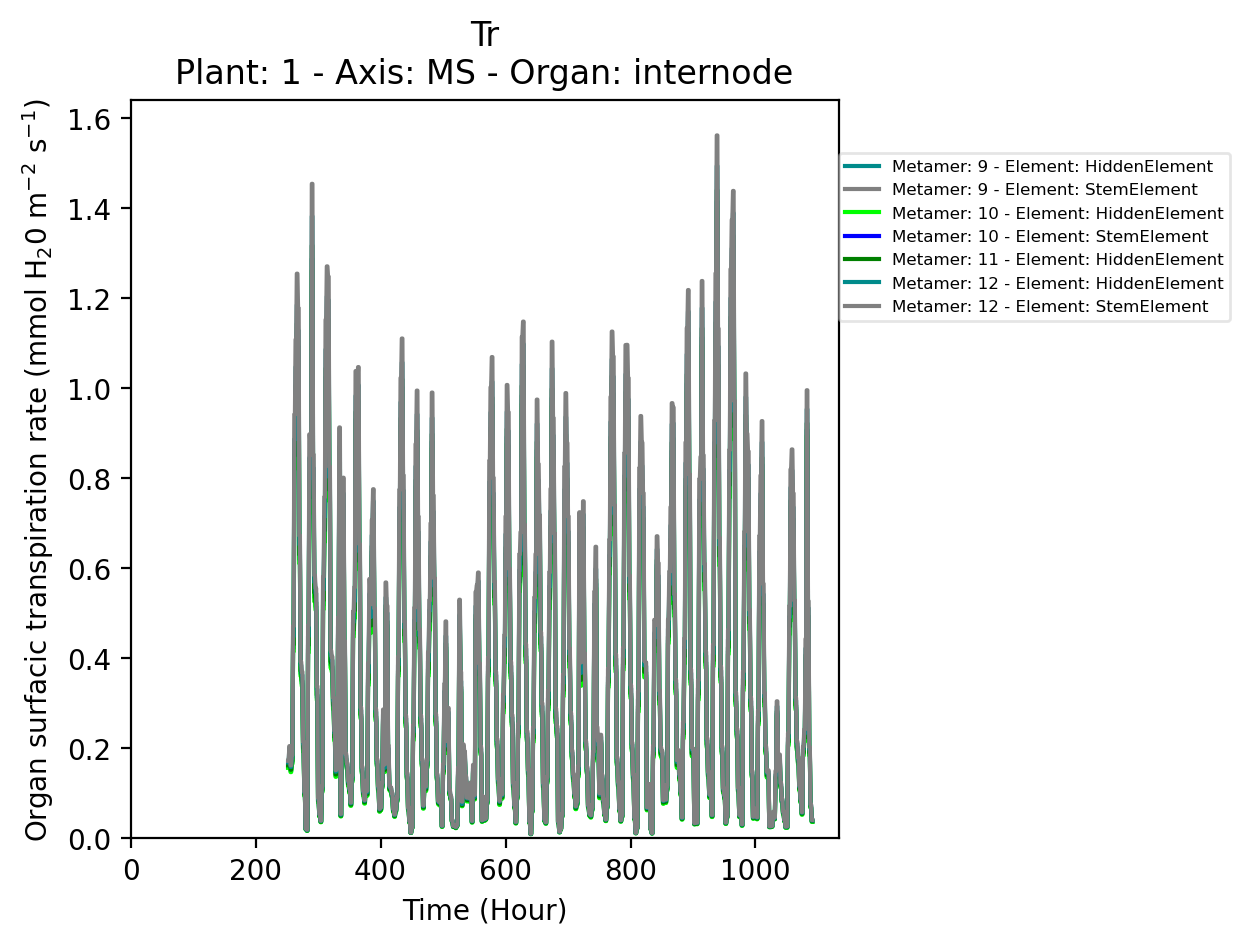 Tr
Plant: 1 - Axis: MS - Organ: internode
Organ surfacic transpiration rate (mmol H₂0 m⁻² s⁻¹)
1.6
1.4
1.2
1.0
0.8
0.6
0.4
0.2
0.0
0 200 400 600 800 1000
Time (Hour)
Metamer: 9 - Element: HiddenElement
Metamer: 9 - Element: StemElement
Metamer: 10 - Element: HiddenElement
Metamer: 10 - Element: StemElement
Metamer: 11 - Element: HiddenElement
Metamer: 12 - Element: HiddenElement
Metamer: 12 - Element: StemElement